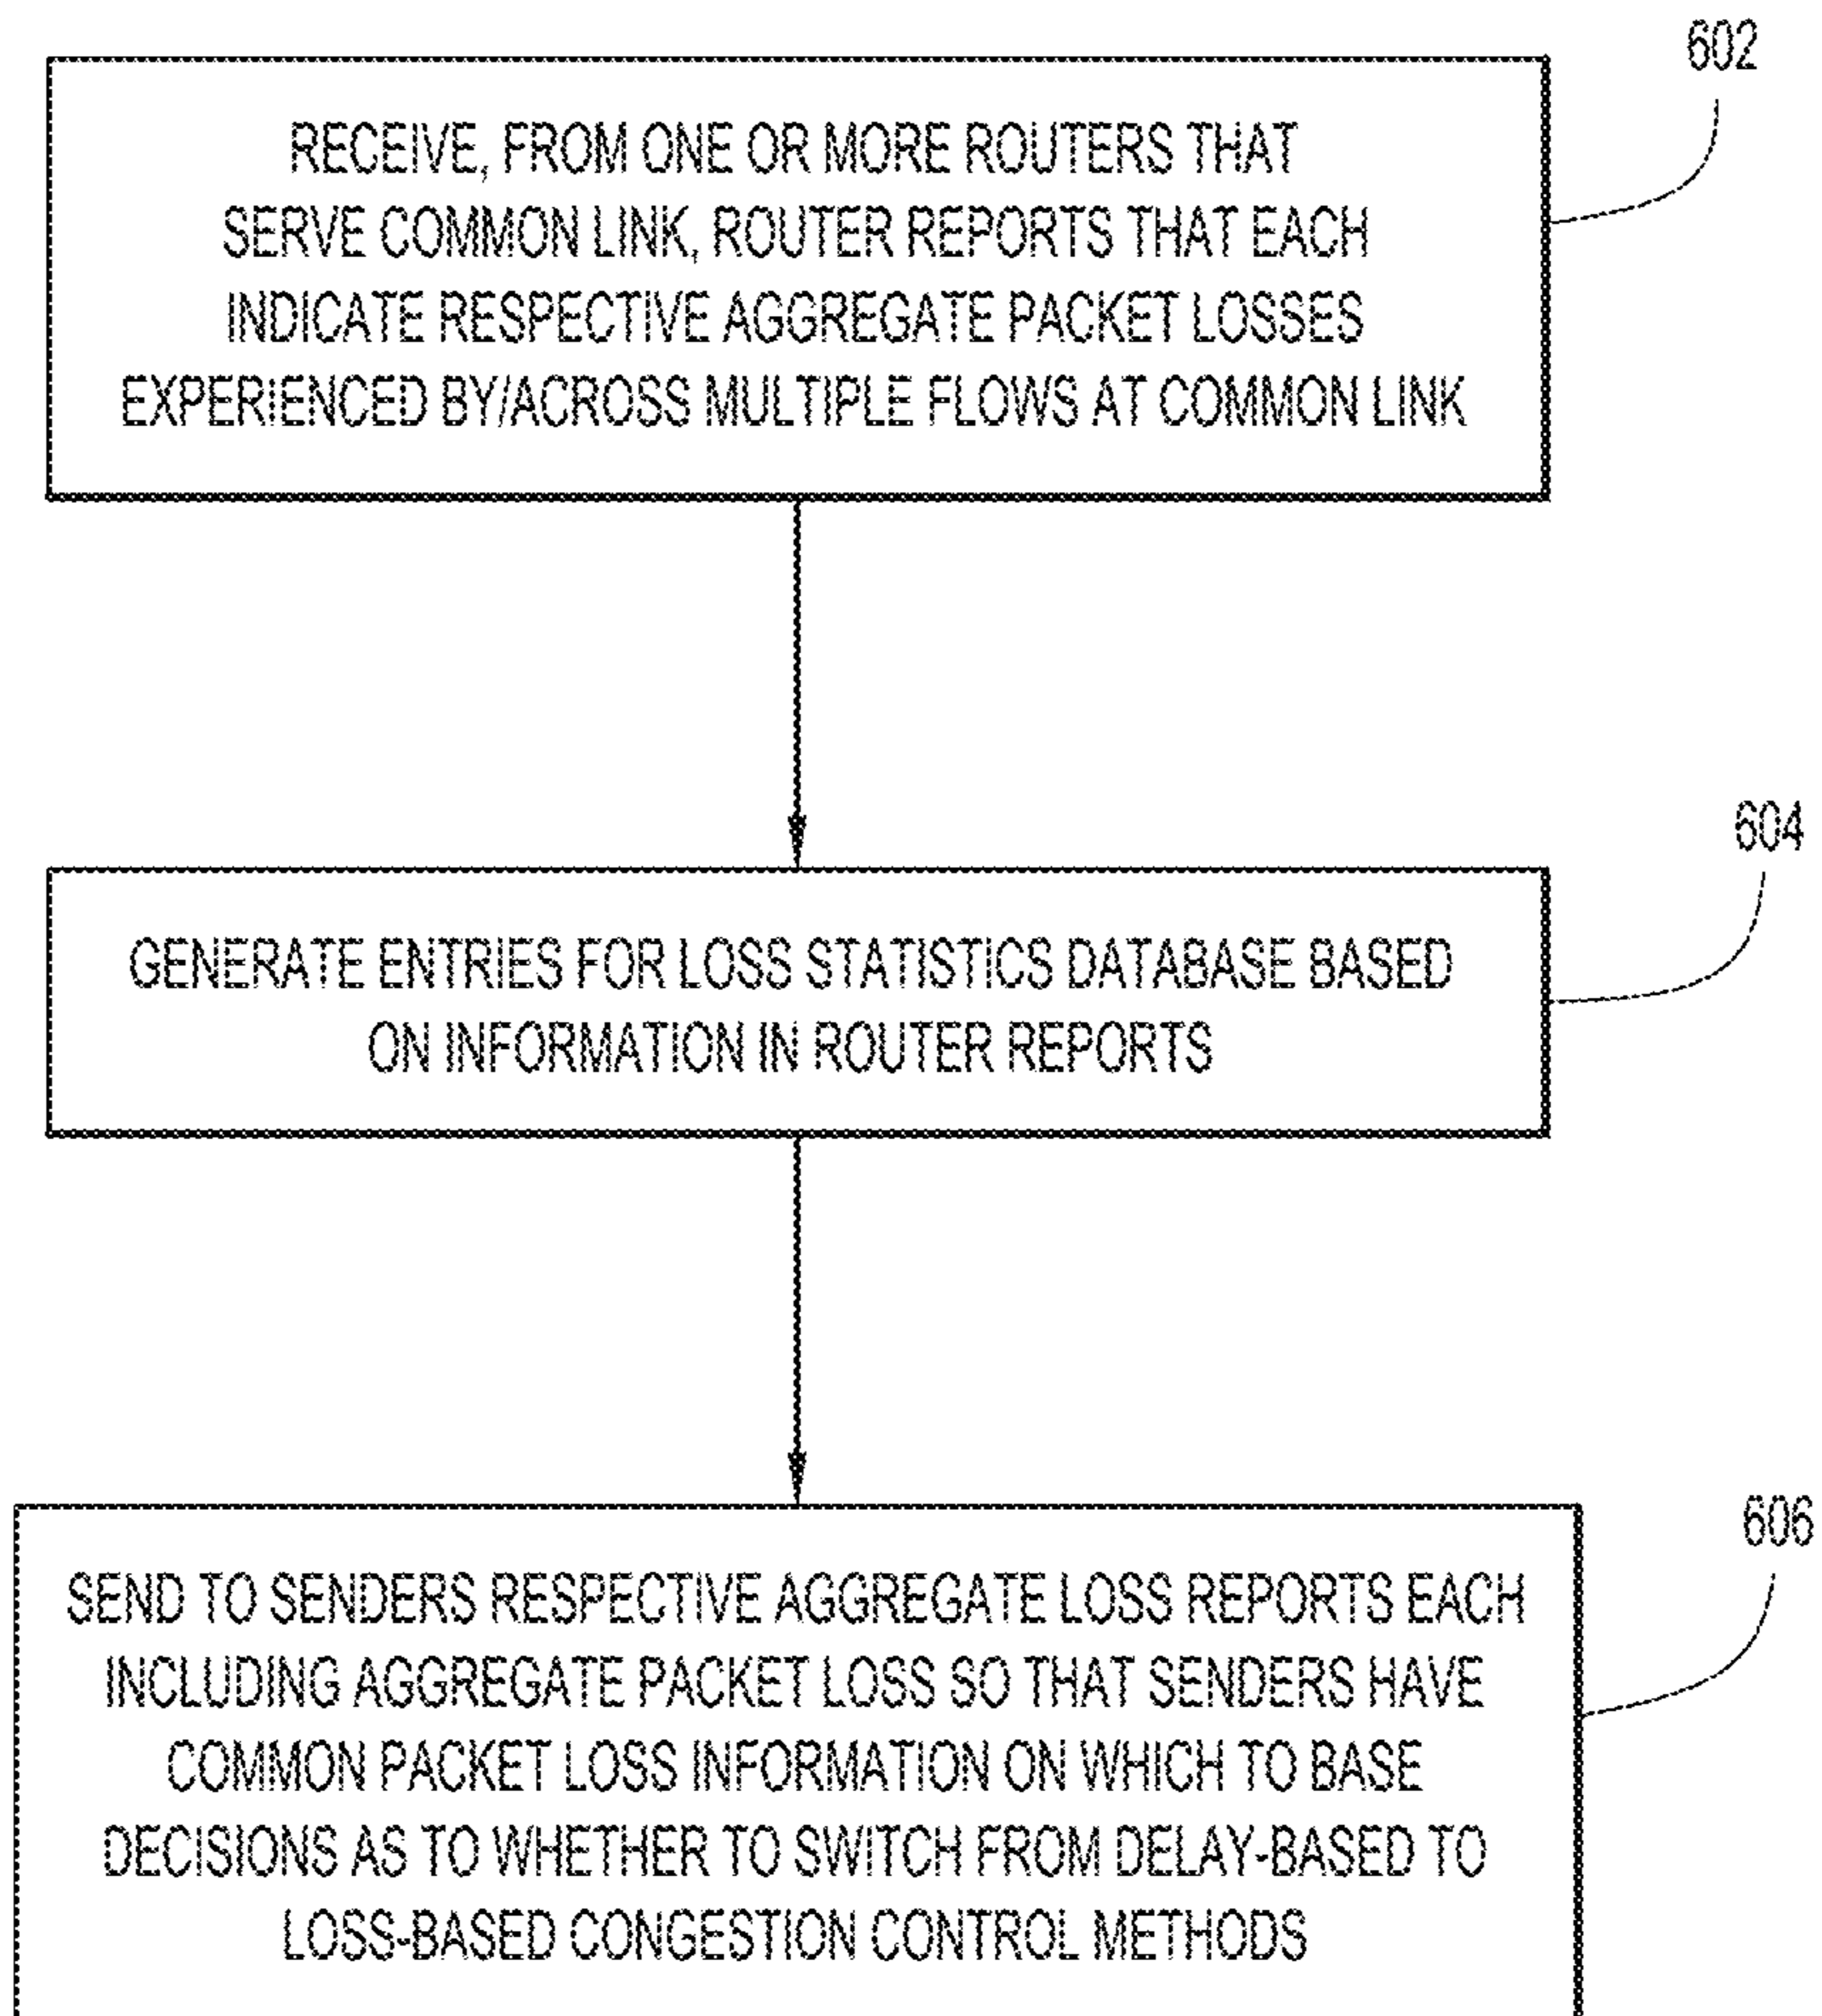 602
RECEIVE, FROM ONE OR MORE ROUTERS THAT
SERVE COMMON LINK, ROUTER REPORTS THAT EACH
INDICATE RESPECTIVE AGGREGATE PACKET LOSSES
EXPERIENCED BY/ACROSS MULTIPLE FLOWS AT COMMON LINK
604
GENERATE ENTRIES FOR LOSS STATISTICS DATABASE BASED
ON INFORMATION IN ROUTER REPORTS
606
SEND TO SENDERS RESPECTIVE AGGREGATE LOSS REPORTS EACH
INCLUDING AGGREGATE PACKET LOSS SO THAT SENDERS HAVE
COMMON PACKET LOSS INFORMATION ON WHICH TO BASE
DECISIONS AS TO WHETHER TO SWITCH FROM DELAY-BASED TO
LOSS-BASED CONGESTION CONTROL METHODS